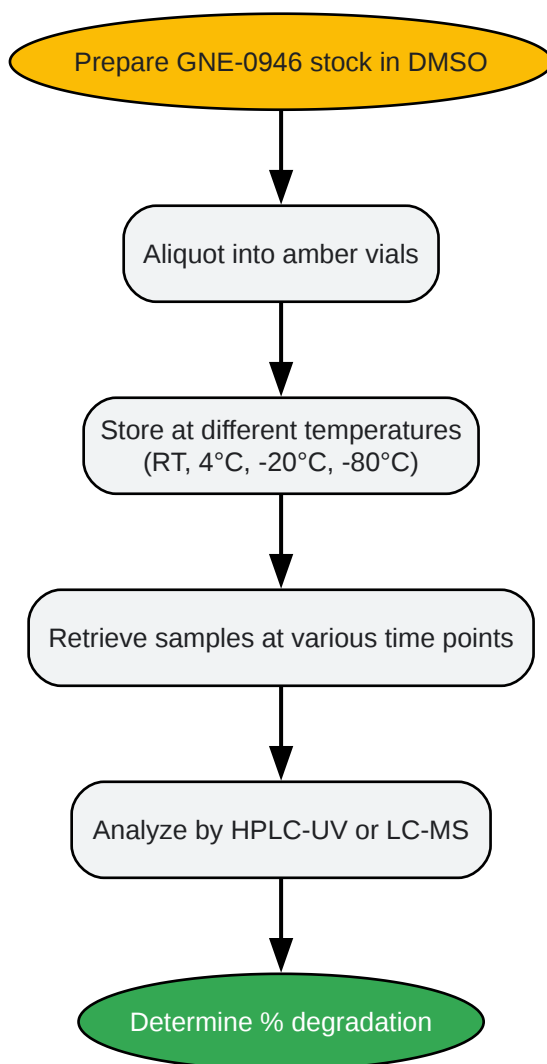 Prepare GNE-0946 stock in DMSO
Aliquot into amber vials
Store at different temperatures
(RT, 4°C, -20°C, -80°C)
Retrieve samples at various time points
Analyze by HPLC-UV or LC-MS
Determine % degradation